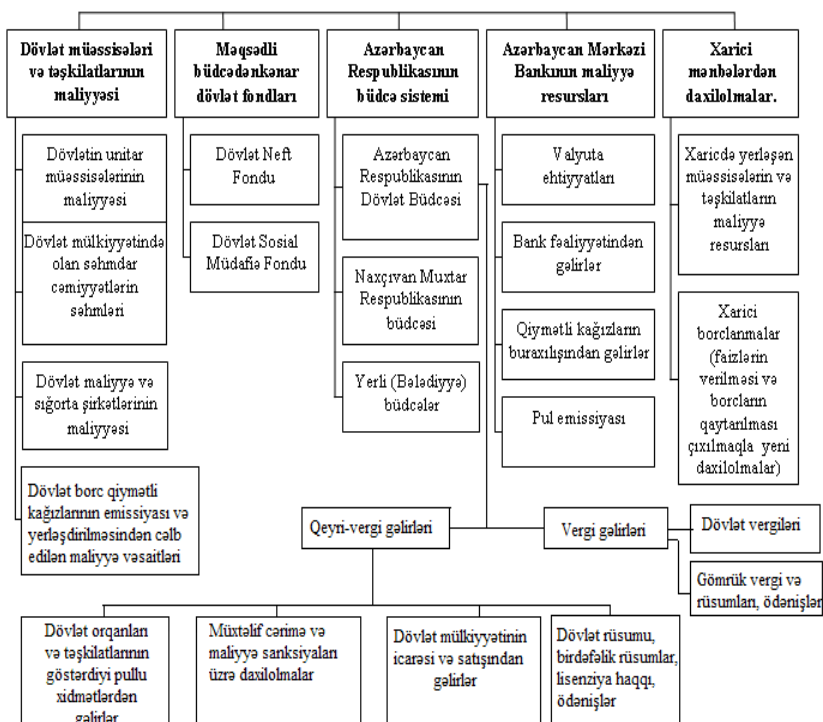 Dövlət müəssisələri
və təşkilatlarının
maliyyəsi
Məqsədli
büdcədənkənar
dövlət fondları
Azərbaycan
Respublikasının
büdcə sistemi
Azərbaycan Mərkəzi
Bankının maliyyə
resursları
Xarici
mənbələrdən
daxilolmalar.
Dövlətin unitar
müəssisələrinin
maliyyəsi
Dövlət mülkiyyətində
olan səhmdar
cəmiyyətlərin
səhmləri
Dövlət maliyyə və
sığorta şirkətlərinin
maliyyəsi
Dövlət borc qiymətli
kağızlarının emissiyası və
yerləşdirilməsindən cəlb
edilən maliyyə vəsaitləri
Dövlət Neft
Fondu
Dövlət Sosial
Müdafiə Fondu
Azərbaycan
Respublikasının
Dövlət Büdcəsi
Naxçıvan Muxtar
Respublikasının
büdcəsi
Yerli (Bələdiyyə)
büdcələr
Valyuta
ehtiyyatları
Bank fəaliyyətindən
gəlirlər
Qiymətli kağızların
buraxılışından gəlirlər
Pul emissiyası
Xaricdə yerləşən
müəssisələrin və
təşkilatların
maliyyə
resursları
Xarici
borclanmalar
(faizlərin
verilməsi və
borcların
qaytarılması
çıxılmaqla yeni
daxilolmalar)
Qeyri-vergi gəlirləri
Vergi gəlirləri
Dövlət vergiləri
Gömrük vergi və
rüsumları, ödənişlər
Dövlət orqanları
və təşkilatlarının
göstərdiyi pullu
xidmətlərdən
gəlirlər
Müxtəlif cərimə və
maliyyə sanksiyaları
üzrə daxilolmalar
Dövlət mülkiyyətinin
icarəsi və satışından
gəlirlər
Dövlət rüsumu,
birdəfəlik rüsumlar,
lisenziya haqqı,
ödənişlər